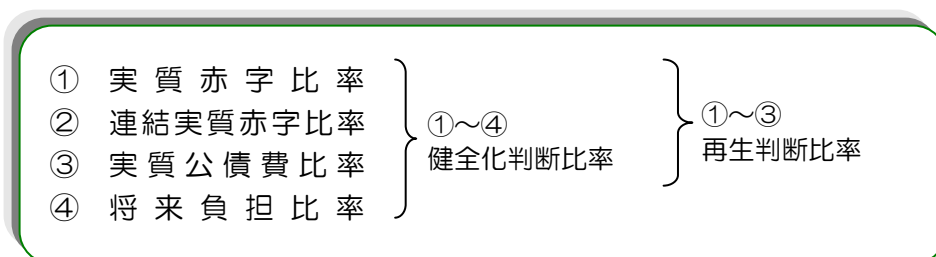 ① 実質赤字比率
② 連結実質赤字比率
③ 実質公債費比率
④ 将来負担比率
①～④
健全化判断比率
①～③
再生判断比率